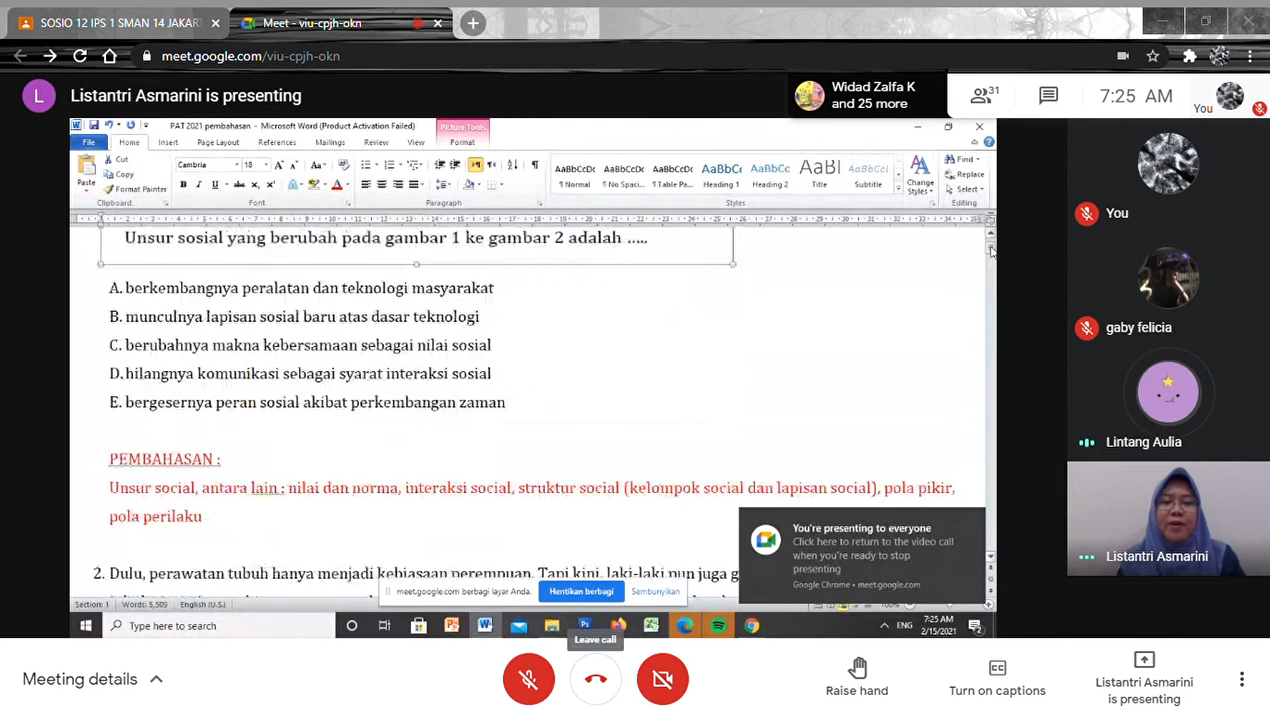 SOSIO 12 IPS 1 SMAN 14 JAKART
Meet - viu-cpjh-okn
meet.google.com/viu-cpjh-okn
L
Listantri Asmarini is presenting
Widad Zalfa K
and 25 more
31
7:25 AM
You
PAT 2021 pembahasan - Microsoft Word (Product Activation Failed)
Picture Tools
File
Home
Insert
Page Layout
References
Mailings
Review
View
Format
Paste
Cut
Copy
Format Painter
Clipboard
Cambria
18
Font
Paragraph
AaBbCcDc
AaBbCcDc
AaBbCcDc
AaBbCc
AaBbCc
AaBl
AaBbCcl
¶ Normal
¶ No Spaci...
¶ Table Pa...
Heading 1
Heading 2
Title
Subtitle
Change
Styles
Styles
Find
Replace
Select
Editing
Unsur sosial yang berubah pada gambar 1 ke gambar 2 adalah .....
A. berkembangnya peralatan dan teknologi masyarakat
B. munculnya lapisan sosial baru atas dasar teknologi
C. berubahnya makna kebersamaan sebagai nilai sosial
D. hilangnya komunikasi sebagai syarat interaksi sosial
E. bergesernya peran sosial akibat perkembangan zaman
PEMBAHASAN :
Unsur social, antara lain : nilai dan norma, interaksi social, struktur social (kelompok social dan lapisan social), pola pikir,
pola perilaku
2. Dulu, perawatan tubuh hanya menjadi kebiasaan perempuan. Tapi kini, laki-laki pun juga g
You're presenting to everyone
Click here to return to the video call
when you're ready to stop
presenting
Google Chrome • meet.google.com
meet.google.com berbagi layar Anda.
Hentikan berbagi
Sembunyikan
Section: 1
Words: 5,509
English (U.S.)
100%
Type here to search
ENG
7:25 AM
2/15/2021
Leave call
You
gaby felicia
Lintang Aulia
Listantri Asmarini
Meeting details
Raise hand
Turn on captions
Listantri Asmarini
is presenting